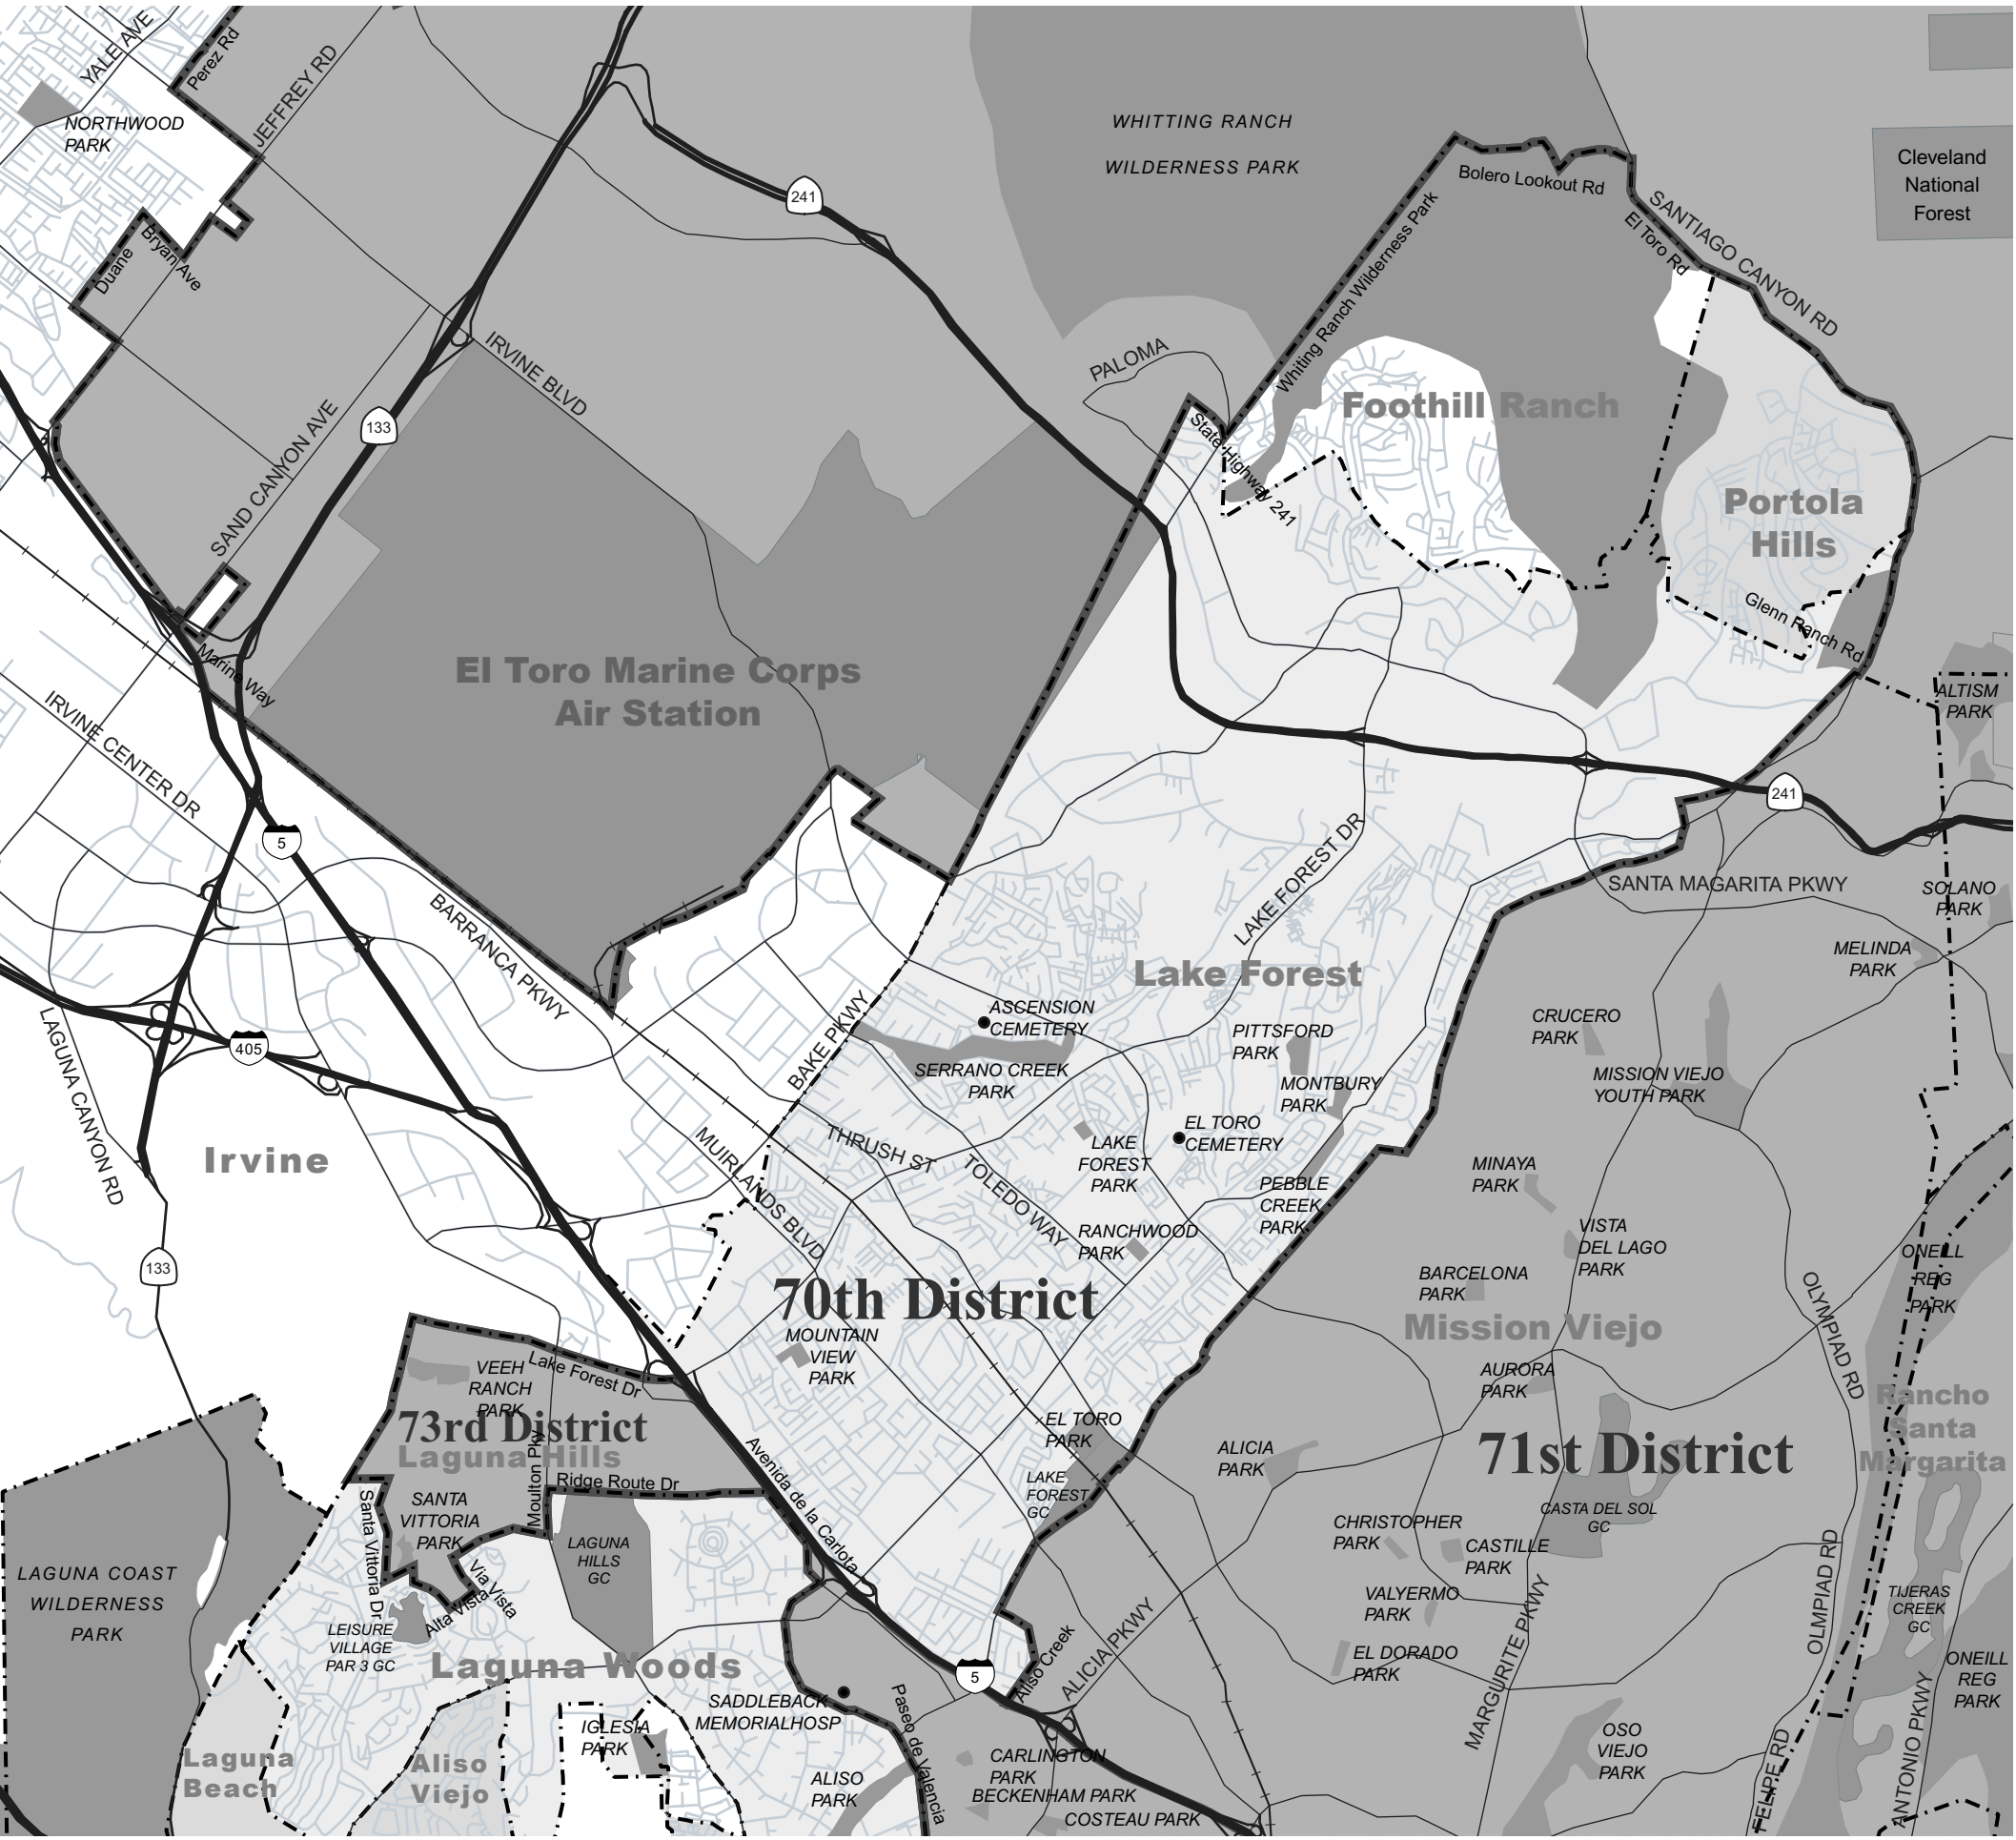 YALE AVE
Perez Rd
JEFFREY RD
NORTHWOOD
PARK
WHITTING RANCH
WILDERNESS PARK
Cleveland
National
Forest
241
Bolero Lookout Rd
SANTIAGO CANYON RD
El Toro Rd
Whiting Ranch Wilderness Park
Duane
Bryan Ave
IRVINE BLVD
PALOMA
Foothill Ranch
133
SAND CANYON AVE
State Highway 241
Portola
Hills
Glenn Ranch Rd
Marine Way
El Toro Marine Corps
Air Station
ALTISM
PARK
IRVINE CENTER DR
241
5
LAKE FOREST DR
SANTA MAGARITA PKWY
SOLANO
PARK
BARRANCA PKWY
MELINDA
PARK
Lake Forest
LAGUNA CANYON RD
405
BAKE PKWY
ASCENSION
CEMETERY
PITTSFORD
PARK
CRUCERO
PARK
SERRANO CREEK
PARK
MONTBURY
PARK
MISSION VIEJO
YOUTH PARK
Irvine
MUIRLANDS BLVD
THRUSH ST
TOLEDO WAY
EL TORO
CEMETERY
LAKE
FOREST
PARK
PEBBLE
CREEK
PARK
MINAYA
PARK
RANCHWOOD
PARK
VISTA
DEL LAGO
PARK
ONEILL
REG
PARK
133
70th District
BARCELONA
PARK
OLYMPIAD RD
Mission Viejo
MOUNTAIN
VIEW
PARK
Lake Forest Dr
VEEH
RANCH
PARK
AURORA
PARK
73rd District
Laguna Hills
Rancho
Santa
Margarita
EL TORO
PARK
ALICIA
PARK
71st District
Moulton Pky
Ridge Route Dr
Avenida de la Carlota
LAKE
FOREST
GC
Santa Vittoria Dr
SANTA
VITTORIA
PARK
LAGUNA
HILLS
GC
CASTA DEL SOL
GC
CHRISTOPHER
PARK
CASTILLE
PARK
LAGUNA COAST
WILDERNESS
PARK
Via Vista
Alta Vista
VALYERMO
PARK
OLMPIAD RD
TIJERAS
CREEK
GC
LEISURE
VILLAGE
PAR 3 GC
Laguna Woods
5
Aliso Creek
ALICIA PKWY
EL DORADO
PARK
MARGURITE PKWY
ONEILL
REG
PARK
SADDLEBACK
MEMORIALHOSP
Paseo de Valencia
IGLESIA
PARK
OSO
VIEJO
PARK
Laguna
Beach
Aliso
Viejo
ALISO
PARK
CARLINGTON
PARK
BECKENHAM PARK
COSTEAU PARK
FELIPE RD
ANTONIO PKWY